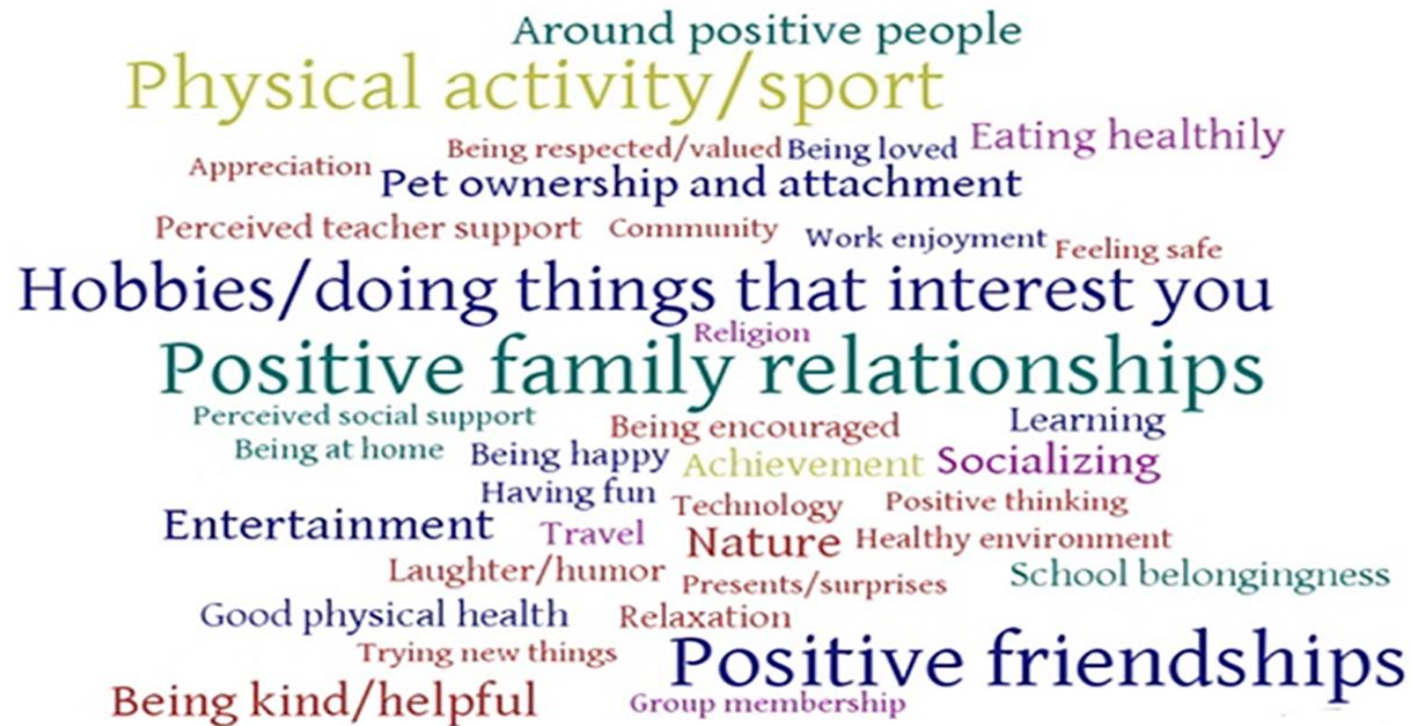 Around positive people
Physical activity/sport
Eating healthily
Being respected/valued
Being loved
Appreciation
Pet ownership and attachment
Perceived teacher support
Community
Work enjoyment
Feeling safe
Hobbies/doing things that interest you
Religion
Positive family relationships
Perceived social support
Being encouraged
Learning
Being at home
Being happy
Achievement
Socializing
Having fun
Technology
Positive thinking
Entertainment
Travel
Nature
Healthy environment
Laughter/humor
Presents/surprises
School belongingness
Good physical health
Relaxation
Trying new things
Positive friendships
Being kind/helpful
Group membership